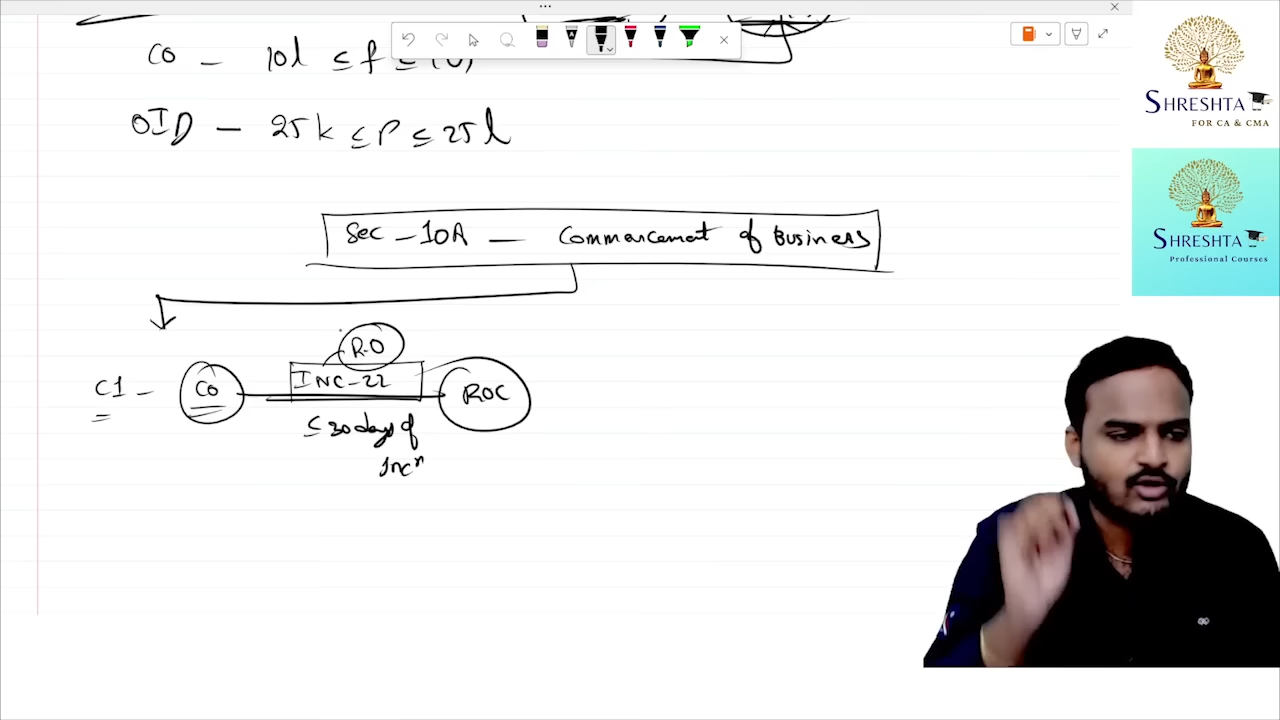 CO - 10l ≤ f ≤
OID - 25k ≤ P ≤ 25l
Sec - 10A - Commencement of Business
R.O
C1 - CO INC-22 ROC
≤ 30 days of
Incⁿ
SHRESHTA
FOR CA & CMA
SHRESHTA
Professional Courses